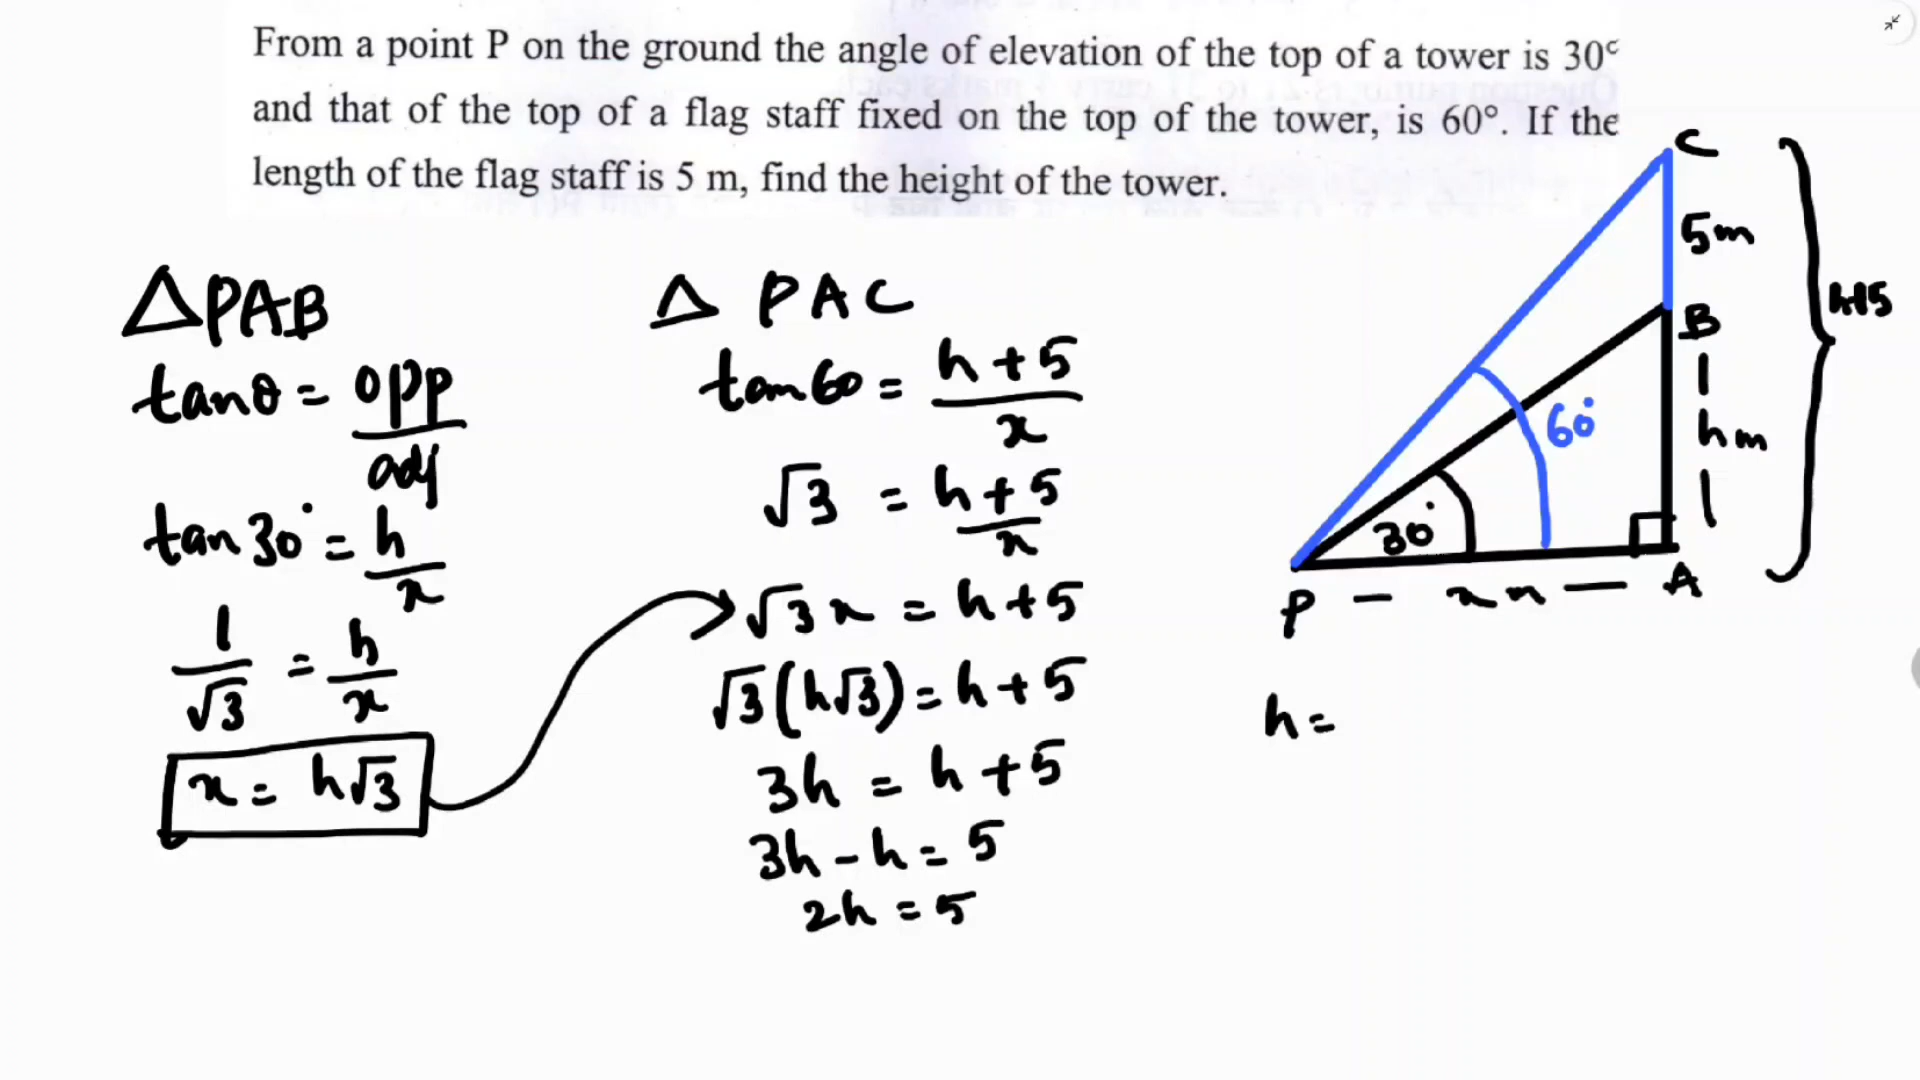 From a point P on the ground the angle of elevation of the top of a tower is 30°
and that of the top of a flag staff fixed on the top of the tower, is 60°. If the
length of the flag staff is 5 m, find the height of the tower.
△PAB
tanθ = opp/adj
tan30° = h/x
1/√3 = h/x
x = h√3
△ PAC
tan60 = h+5/x
√3 = h+5/x
√3x = h+5
√3(h√3) = h+5
3h = h+5
3h-h = 5
2h = 5
C
5m
h+5
B
hm
60°
30°
P - xm - A
h=